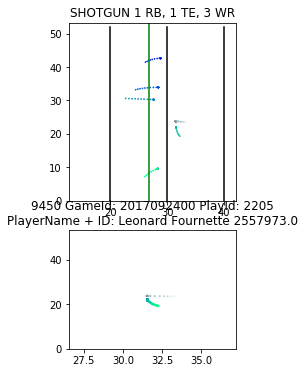 SHOTGUN 1 RB, 1 TE, 3 WR
50
40
30
20
10
0
20 30 40
9450 GameId: 2017092400 PlayId: 2205
PlayerName + ID: Leonard Fournette 2557973.0
40
20
0
27.5 30.0 32.5 35.0